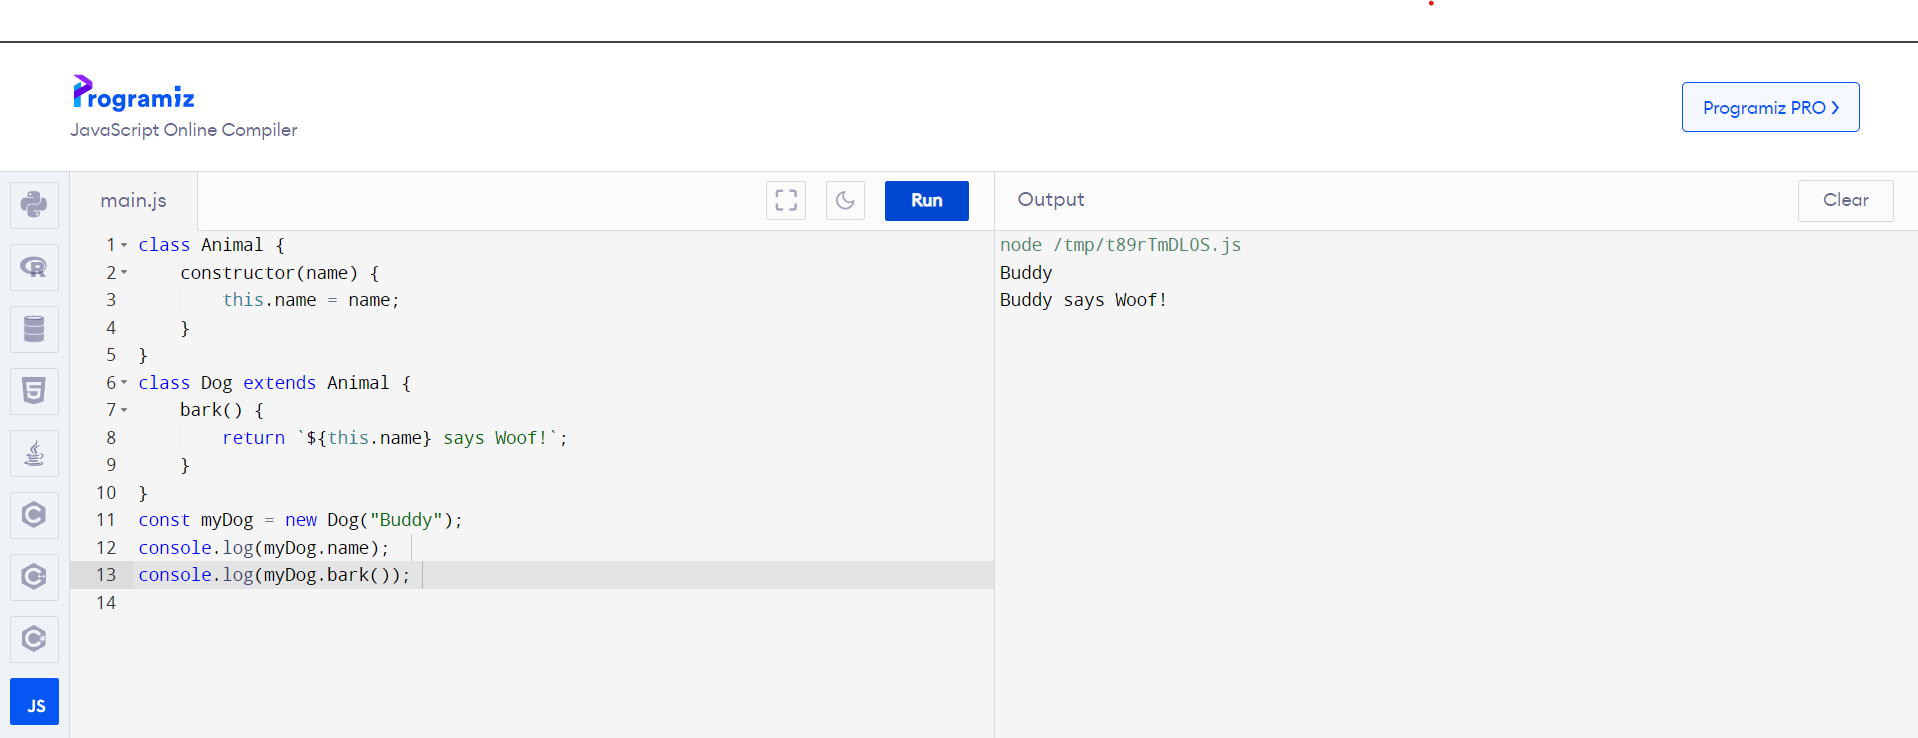 Programiz
JavaScript Online Compiler
Programiz PRO >
main.js
Run
Output
Clear
1 class Animal {
2     constructor(name) {
3         this.name = name;
4     }
5 }
6 class Dog extends Animal {
7     bark() {
8         return `${this.name} says Woof!`;
9     }
10 }
11 const myDog = new Dog("Buddy");
12 console.log(myDog.name);
13 console.log(myDog.bark());
14
node /tmp/t89rTmDL0S.js
Buddy
Buddy says Woof!
R
5
C
C+
C#
JS